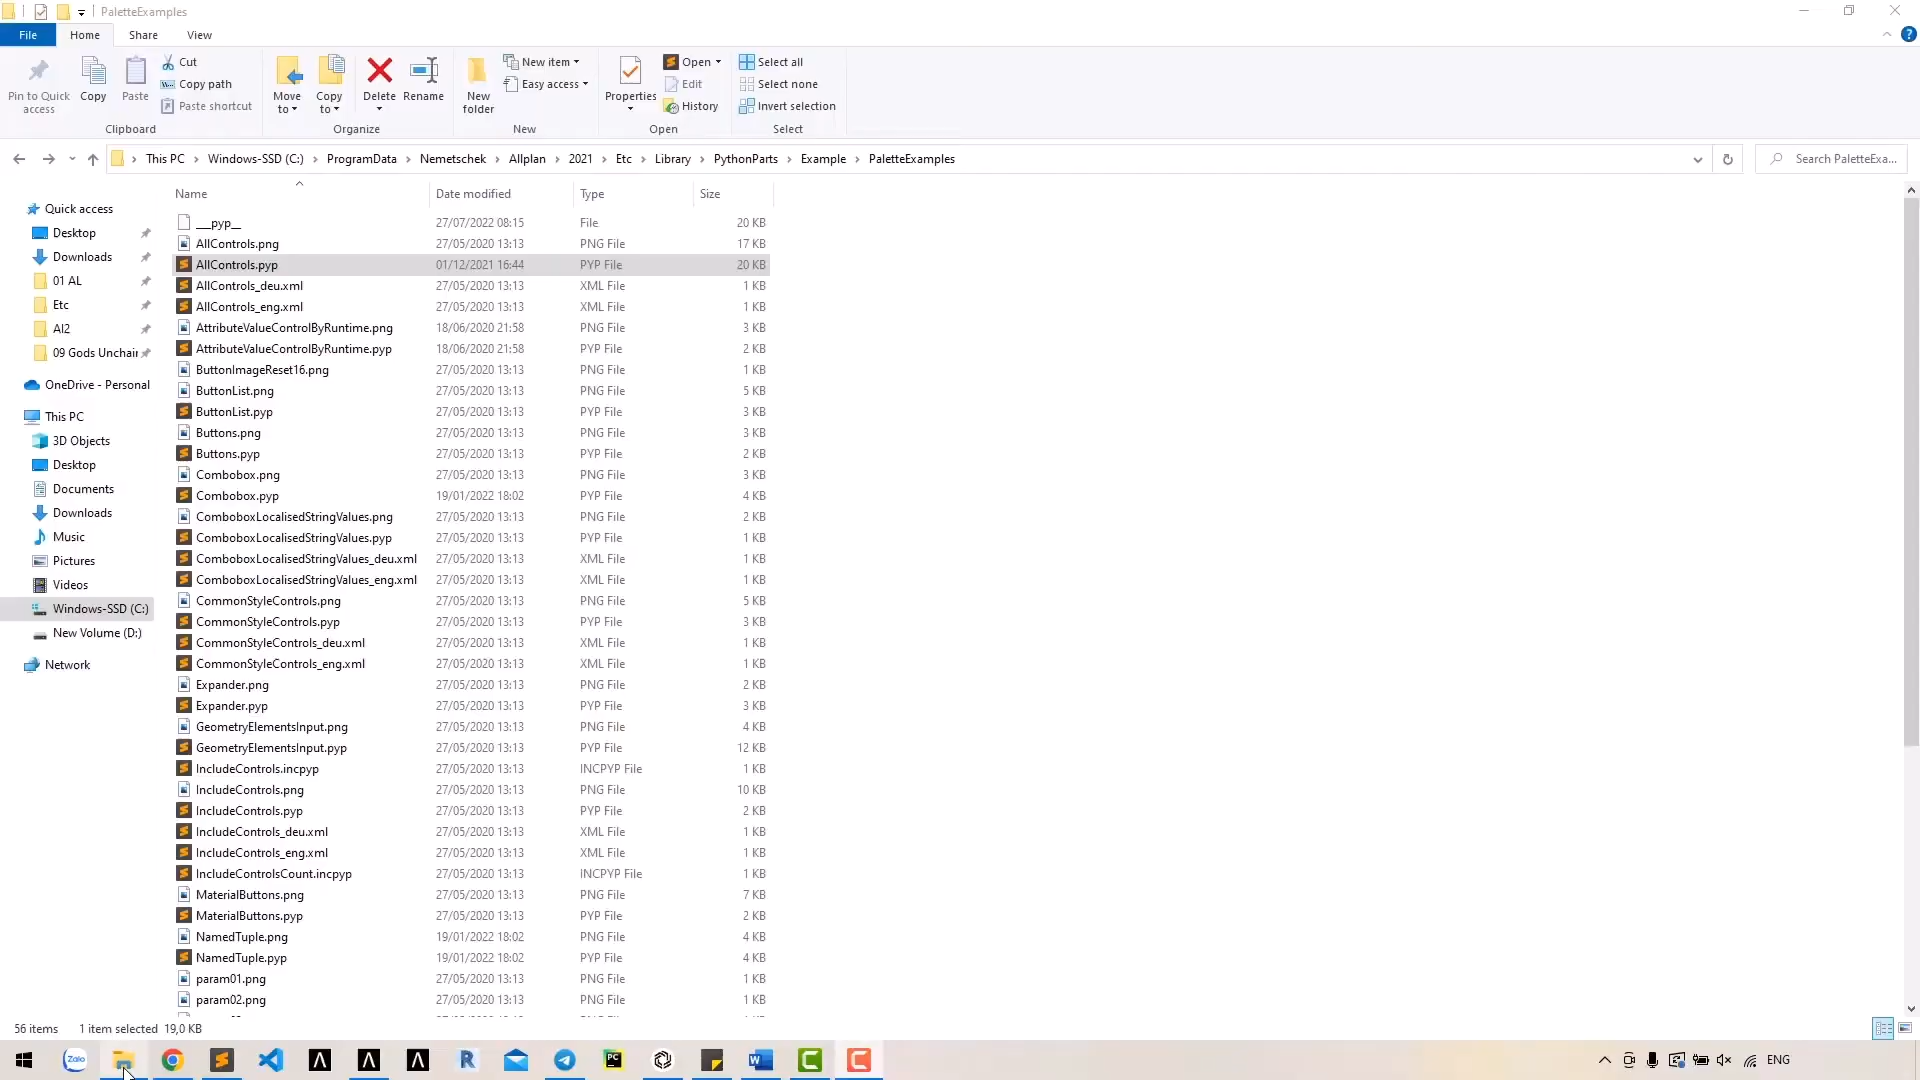 PaletteExamples
File Home Share View
Pin to Quick access
Copy
Paste
Cut
Copy path
Paste shortcut
Clipboard
Move to
Copy to
Delete
Rename
Organize
New folder
New item
Easy access
New
Properties
Open
Edit
History
Open
Select all
Select none
Invert selection
Select
This PC › Windows-SSD (C:) › ProgramData › Nemetschek › Allplan › 2021 › Etc › Library › PythonParts › Example › PaletteExamples
Search PaletteExa...
Quick access
Desktop
Downloads
01 AL
Etc
AI2
09 Gods Unchair
OneDrive - Personal
This PC
3D Objects
Desktop
Documents
Downloads
Music
Pictures
Videos
Windows-SSD (C:)
New Volume (D:)
Network
Name Date modified Type Size
__pyp__ 27/07/2022 08:15 File 20 KB
AllControls.png 27/05/2020 13:13 PNG File 17 KB
AllControls.pyp 01/12/2021 16:44 PYP File 20 KB
AllControls_deu.xml 27/05/2020 13:13 XML File 1 KB
AllControls_eng.xml 27/05/2020 13:13 XML File 1 KB
AttributeValueControlByRuntime.png 18/06/2020 21:58 PNG File 3 KB
AttributeValueControlByRuntime.pyp 18/06/2020 21:58 PYP File 2 KB
ButtonImageReset16.png 27/05/2020 13:13 PNG File 1 KB
ButtonList.png 27/05/2020 13:13 PNG File 5 KB
ButtonList.pyp 27/05/2020 13:13 PYP File 3 KB
Buttons.png 27/05/2020 13:13 PNG File 3 KB
Buttons.pyp 27/05/2020 13:13 PYP File 2 KB
Combobox.png 27/05/2020 13:13 PNG File 3 KB
Combobox.pyp 19/01/2022 18:02 PYP File 4 KB
ComboboxLocalisedStringValues.png 27/05/2020 13:13 PNG File 2 KB
ComboboxLocalisedStringValues.pyp 27/05/2020 13:13 PYP File 1 KB
ComboboxLocalisedStringValues_deu.xml 27/05/2020 13:13 XML File 1 KB
ComboboxLocalisedStringValues_eng.xml 27/05/2020 13:13 XML File 1 KB
CommonStyleControls.png 27/05/2020 13:13 PNG File 5 KB
CommonStyleControls.pyp 27/05/2020 13:13 PYP File 3 KB
CommonStyleControls_deu.xml 27/05/2020 13:13 XML File 1 KB
CommonStyleControls_eng.xml 27/05/2020 13:13 XML File 1 KB
Expander.png 27/05/2020 13:13 PNG File 2 KB
Expander.pyp 27/05/2020 13:13 PYP File 3 KB
GeometryElementsInput.png 27/05/2020 13:13 PNG File 4 KB
GeometryElementsInput.pyp 27/05/2020 13:13 PYP File 12 KB
IncludeControls.incpyp 27/05/2020 13:13 INCPYP File 1 KB
IncludeControls.png 27/05/2020 13:13 PNG File 10 KB
IncludeControls.pyp 27/05/2020 13:13 PYP File 2 KB
IncludeControls_deu.xml 27/05/2020 13:13 XML File 1 KB
IncludeControls_eng.xml 27/05/2020 13:13 XML File 1 KB
IncludeControlsCount.incpyp 27/05/2020 13:13 INCPYP File 1 KB
MaterialButtons.png 27/05/2020 13:13 PNG File 7 KB
MaterialButtons.pyp 27/05/2020 13:13 PYP File 2 KB
NamedTuple.png 19/01/2022 18:02 PNG File 4 KB
NamedTuple.pyp 19/01/2022 18:02 PYP File 4 KB
param01.png 27/05/2020 13:13 PNG File 1 KB
param02.png 27/05/2020 13:13 PNG File 1 KB
56 items 1 item selected 19,0 KB
Zalo
PC
ENG